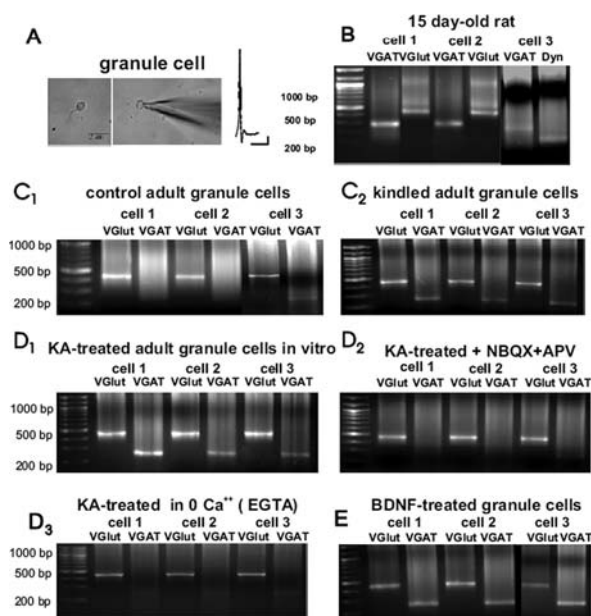 A
granule cell
B
15 day-old rat
cell 1 cell 2 cell 3
VGAT VGlut VGAT VGlut VGAT Dyn
1000 bp
500 bp
200 bp
C1
control adult granule cells
cell 1 cell 2 cell 3
VGlut VGAT VGlut VGAT VGlut VGAT
1000 bp
500 bp
200 bp
C2 kindled adult granule cells
cell 1 cell 2 cell 3
VGlut VGAT VGlut VGAT VGlut VGAT
D1
KA-treated adult granule cells in vitro
cell 1 cell 2 cell 3
VGlut VGAT VGlut VGAT VGlut VGAT
1000 bp
500 bp
200 bp
D2
KA-treated + NBQX+APV
cell 1 cell 2 cell 3
VGlut VGAT VGlut VGAT VGlut VGAT
D3
KA-treated in 0 Ca++ (EGTA)
cell 1 cell 2 cell 3
VGlut VGAT VGlut VGAT VGlut VGAT
1000 bp
500 bp
200 bp
E
BDNF-treated granule cells
cell 1 cell 2 cell 3
VGlut VGAT VGlut VGAT VGlut VGAT